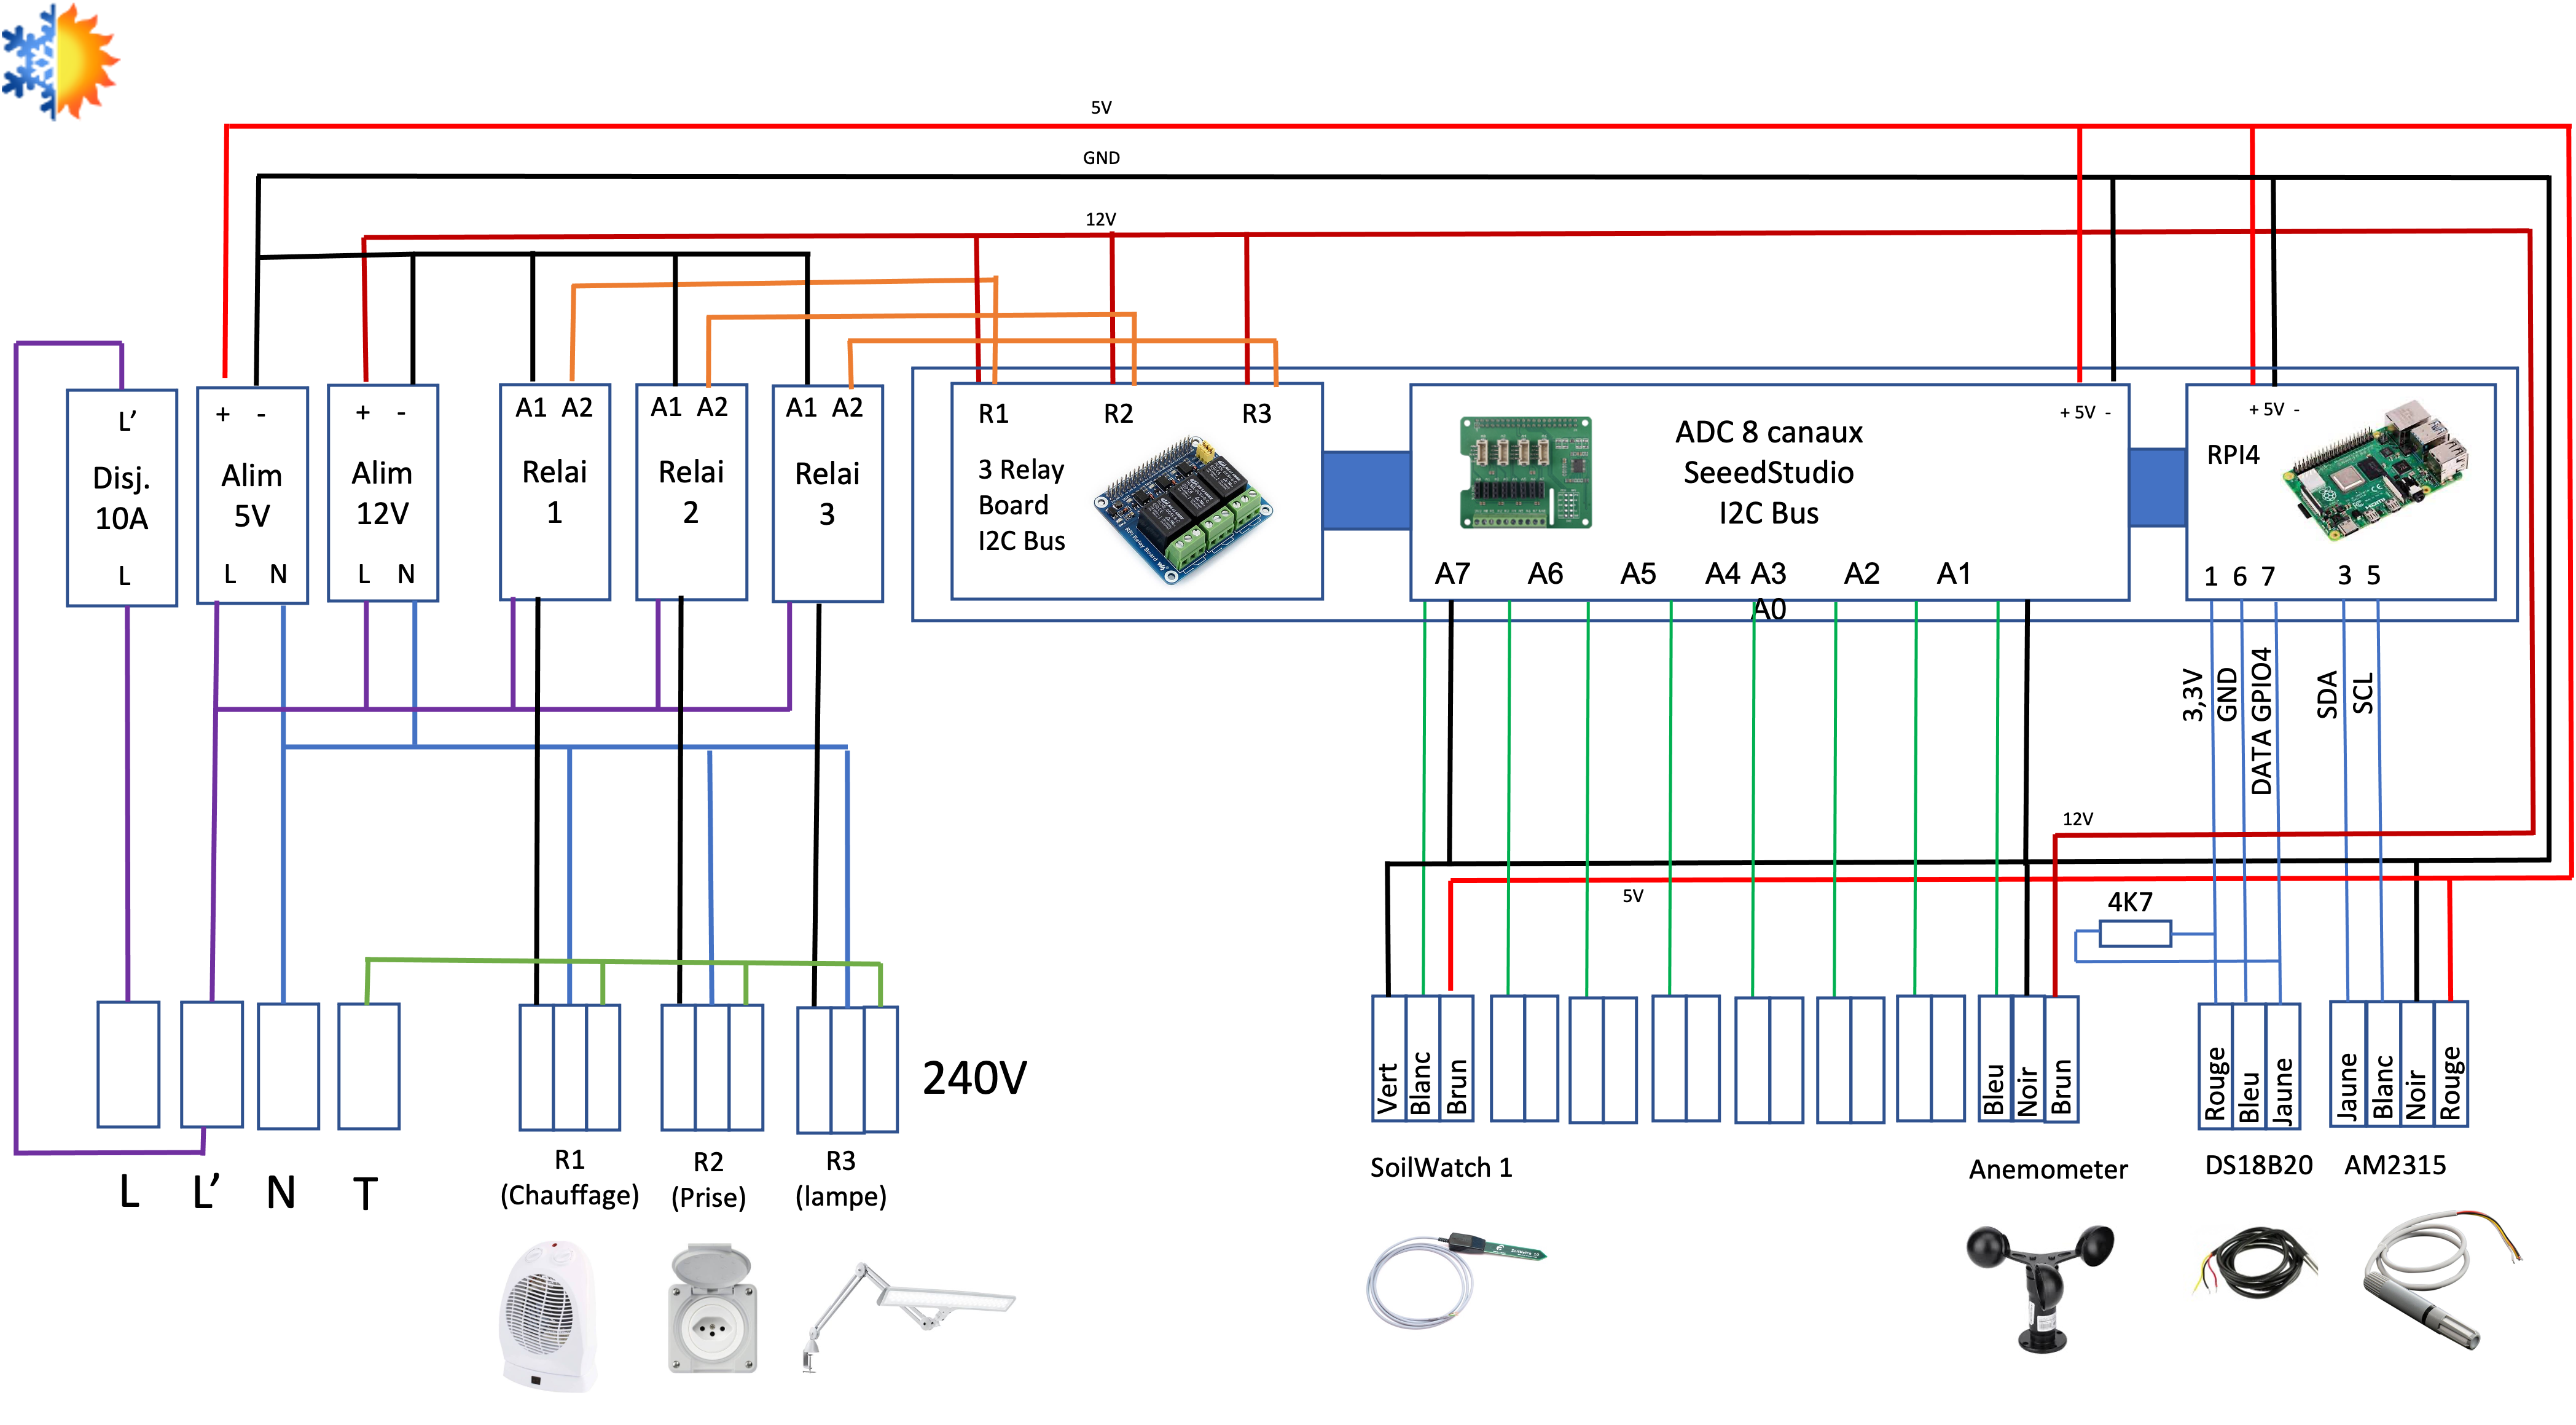 5V
GND
12V
L'
Disj.
10A
L
+ -
Alim
5V
L N
+ -
Alim
12V
L N
A1 A2
Relai
1
A1 A2
Relai
2
A1 A2
Relai
3
R1 R2 R3
3 Relay
Board
I2C Bus
ADC 8 canaux
SeeedStudio
I2C Bus
+ 5V -
A7 A6 A5 A4 A3 A2 A1
A0
+ 5V -
RPI4
1 6 7 3 5
3,3V
GND
DATA GPIO4
SDA
SCL
12V
5V
4K7
240V
Vert
Blanc
Brun
Bleu
Noir
Brun
Rouge
Bleu
Jaune
Jaune
Blanc
Noir
Rouge
L L' N T
R1
(Chauffage)
R2
(Prise)
R3
(lampe)
SoilWatch 1
Anemometer
DS18B20
AM2315